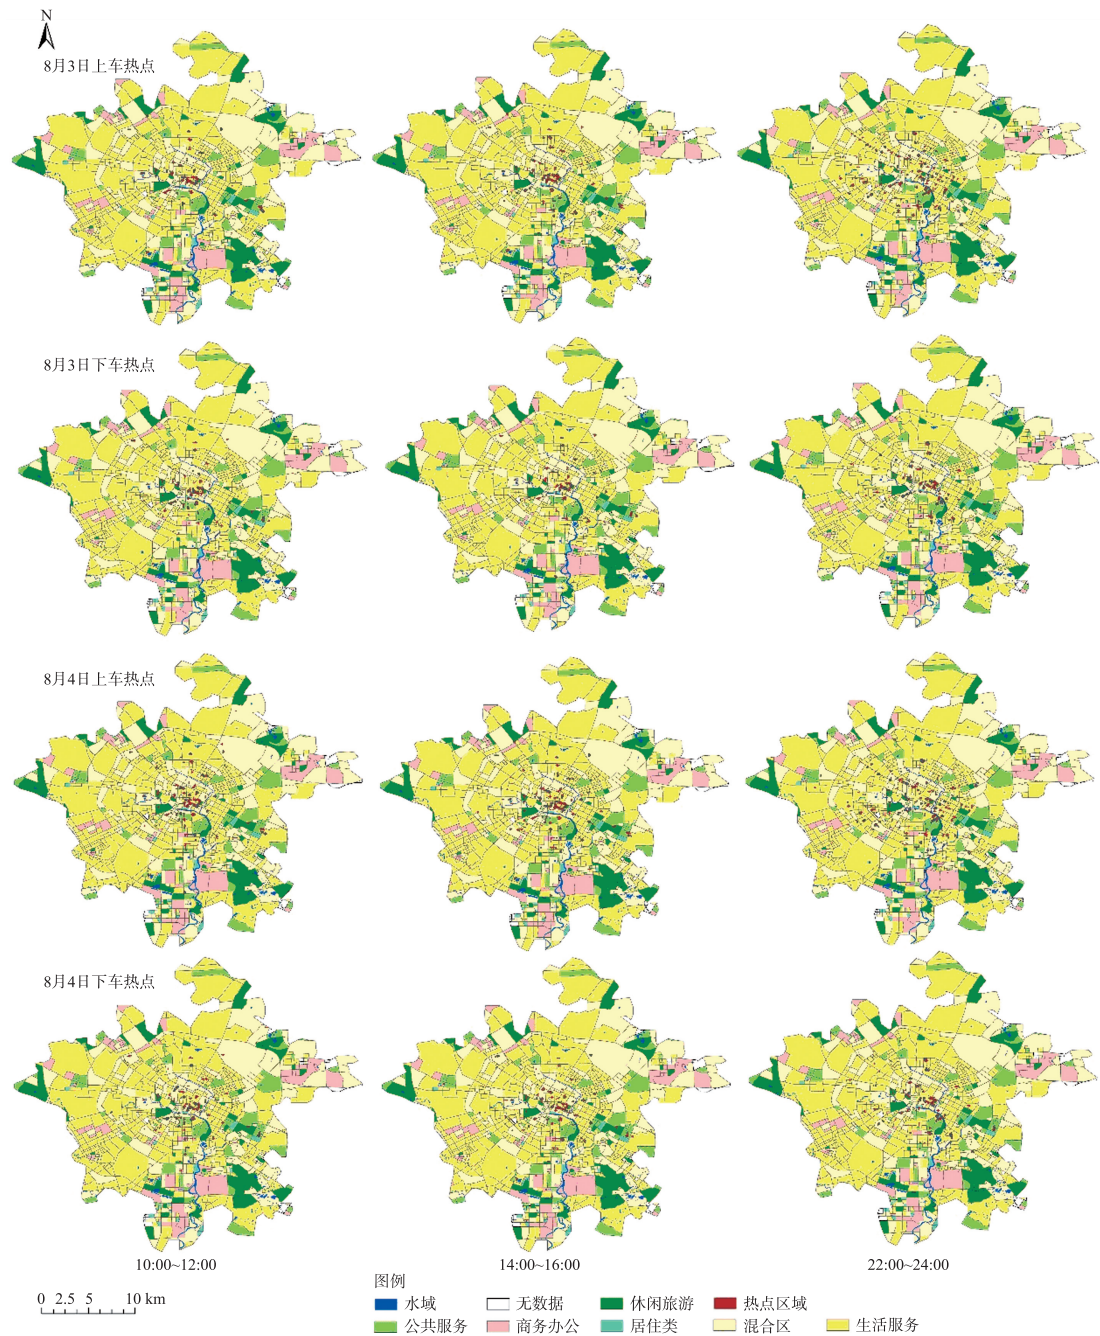 N
8月3日上车热点
8月3日下车热点
8月4日上车热点
8月4日下车热点
10:00~12:00 14:00~16:00 22:00~24:00
图例
0 2.5 5 10 km
水域 无数据 休闲旅游 热点区域
公共服务 商务办公 居住类 混合区 生活服务